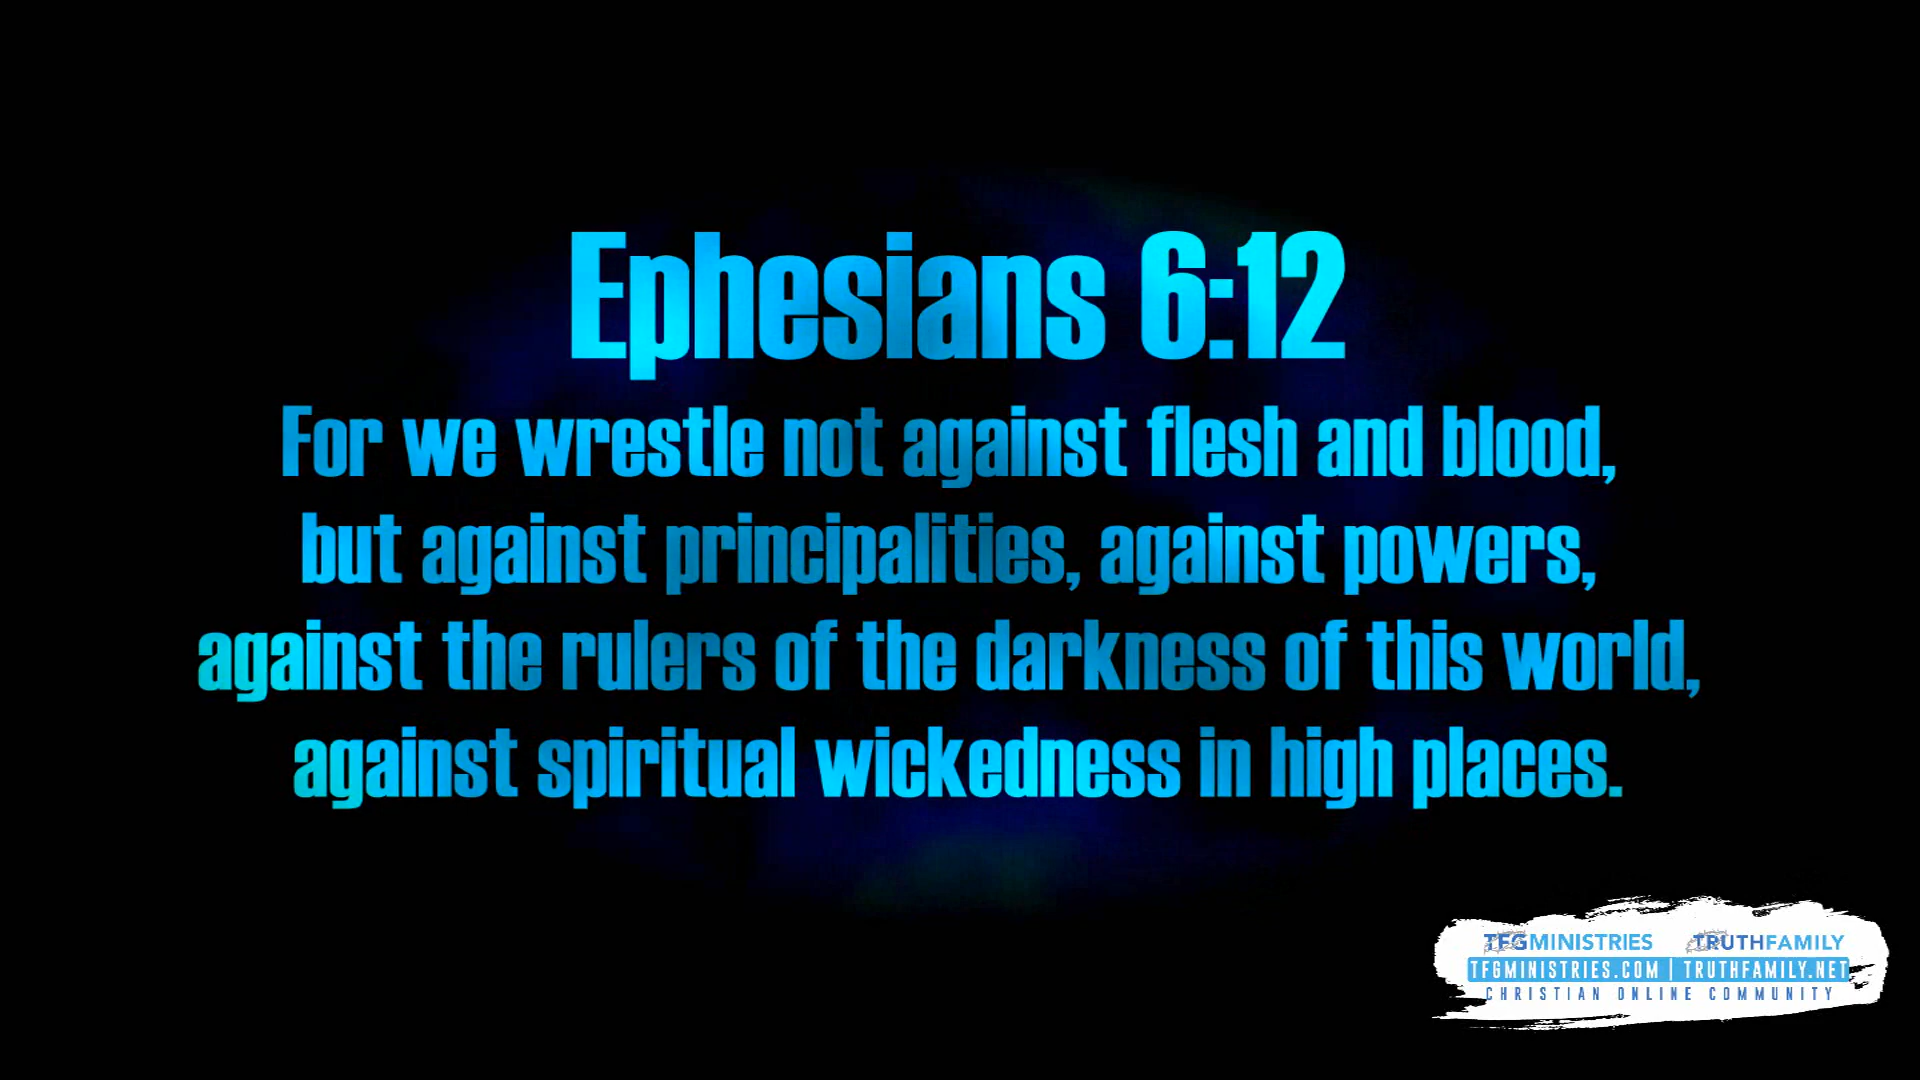 Ephesians 6:12
For we wrestle not against flesh and blood,
but against principalities, against powers,
against the rulers of the darkness of this world,
against spiritual wickedness in high places.
TFGMINISTRIES TRUTHFAMILY
TFGMINISTRIES.COM | TRUTHFAMILY.NET
CHRISTIAN ONLINE COMMUNITY